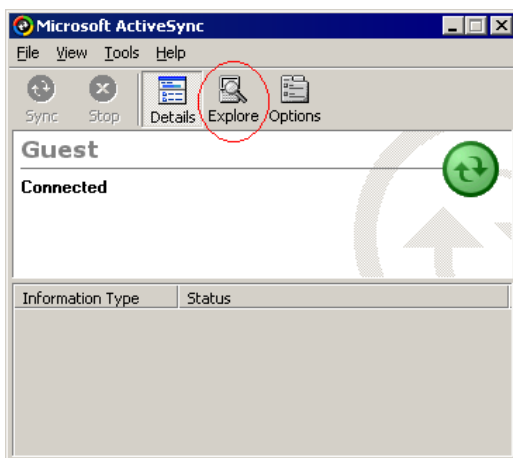 Microsoft ActiveSync
File View Tools Help
Sync Stop Details Explore Options
Guest
Connected
Information Type Status